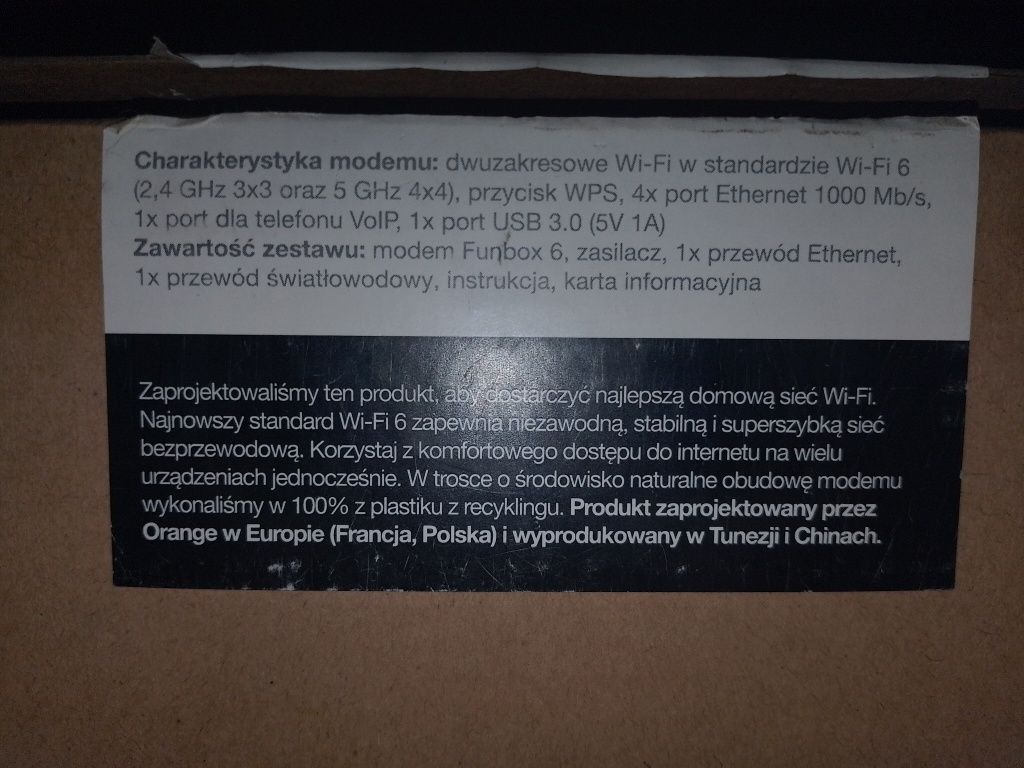 Charakterystyka modemu: dwuzakresowe Wi-Fi w standardzie Wi-Fi 6
(2,4 GHz 3x3 oraz 5 GHz 4x4), przycisk WPS, 4x port Ethernet 1000 Mb/s,
1x port dla telefonu VoIP, 1x port USB 3.0 (5V 1A)
Zawartość zestawu: modem Funbox 6, zasilacz, 1x przewód Ethernet,
1x przewód światłowodowy, instrukcja, karta informacyjna
Zaprojektowaliśmy ten produkt, aby dostarczyć najlepszą domową sieć Wi-Fi.
Najnowszy standard Wi-Fi 6 zapewnia niezawodną, stabilną i superszybką sieć
bezprzewodową. Korzystaj z komfortowego dostępu do internetu na wielu
urządzeniach jednocześnie. W trosce o środowisko naturalne obudowę modemu
wykonaliśmy w 100% z plastiku z recyklingu. Produkt zaprojektowany przez
Orange w Europie (Francja, Polska) i wyprodukowany w Tunezji i Chinach.